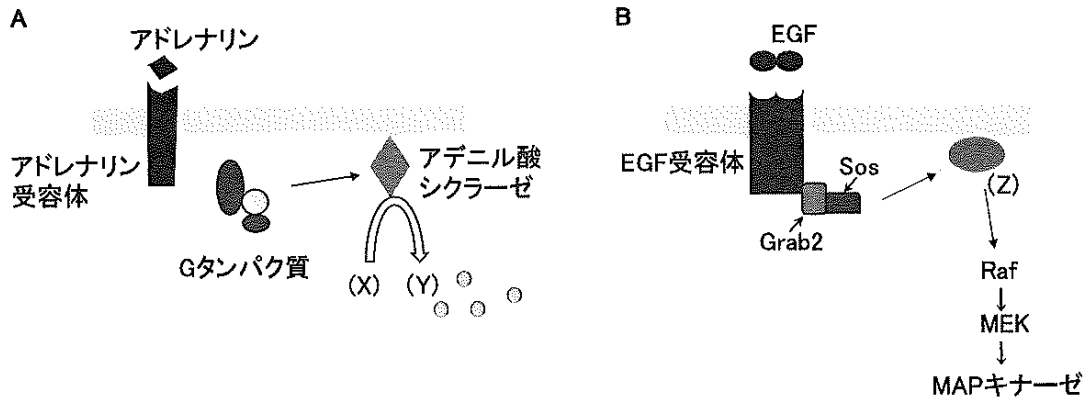 A
アドレナリン
アドレナリン
受容体
Gタンパク質
アデニル酸
シクラーゼ
(X)
(Y)
B
EGF
EGF受容体
Sos
Grab2
(Z)
Raf
MEK
MAPキナーゼ